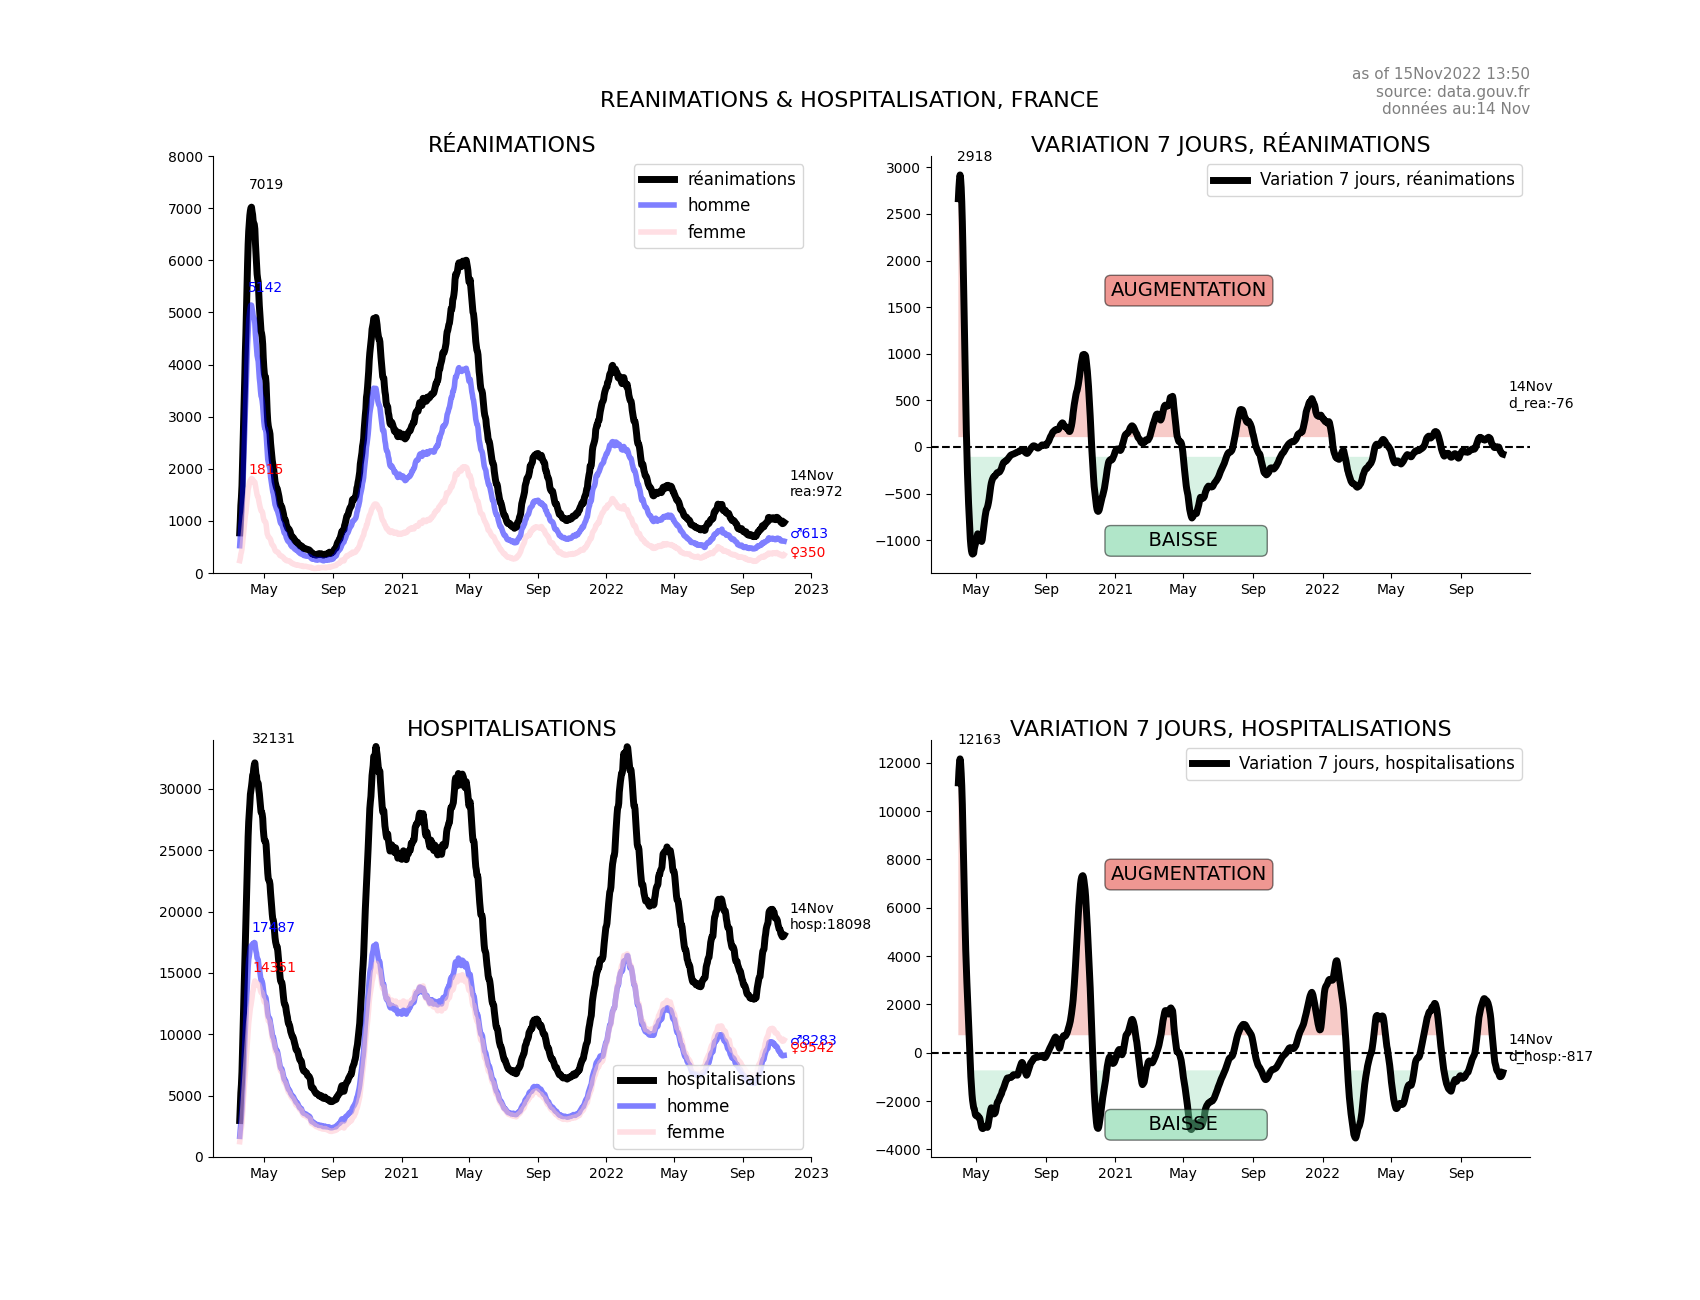 as of 15Nov2022 13:50
source: data.gouv.fr
données au:14 Nov
REANIMATIONS & HOSPITALISATION, FRANCE
RÉANIMATIONS
8000
7000
6000
5000
4000
3000
2000
1000
0
7019
5142
1815
réanimations
homme
femme
14Nov
rea:972
♂613
♀350
May
Sep
2021
May
Sep
2022
May
Sep
2023
VARIATION 7 JOURS, RÉANIMATIONS
2918
3000
2500
2000
1500
1000
500
0
−500
−1000
Variation 7 jours, réanimations
AUGMENTATION
14Nov
d_rea:-76
BAISSE
May
Sep
2021
May
Sep
2022
May
Sep
HOSPITALISATIONS
32131
30000
25000
20000
15000
10000
5000
0
17487
14351
14Nov
hosp:18098
♂8283
♀9542
hospitalisations
homme
femme
May
Sep
2021
May
Sep
2022
May
Sep
2023
VARIATION 7 JOURS, HOSPITALISATIONS
12163
12000
10000
8000
6000
4000
2000
0
−2000
−4000
Variation 7 jours, hospitalisations
AUGMENTATION
14Nov
d_hosp:-817
BAISSE
May
Sep
2021
May
Sep
2022
May
Sep